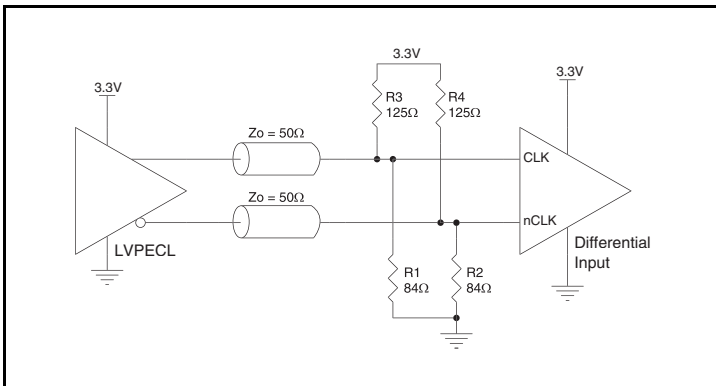 3.3V
3.3V
3.3V
R3
125Ω
R4
125Ω
Zo = 50Ω
CLK
Zo = 50Ω
nCLK
LVPECL
Differential
Input
R1
84Ω
R2
84Ω